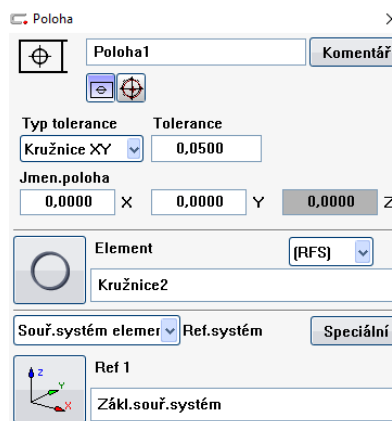 Poloha
Poloha1 Komentář
Typ tolerance Tolerance
Kružnice XY 0,0500
Jmen.poloha
0,0000 X 0,0000 Y 0,0000 Z
Element (RFS)
Kružnice2
Souř.systém elemer Ref.systém Speciální
Z Y X Ref 1
Zákl.souř.systém